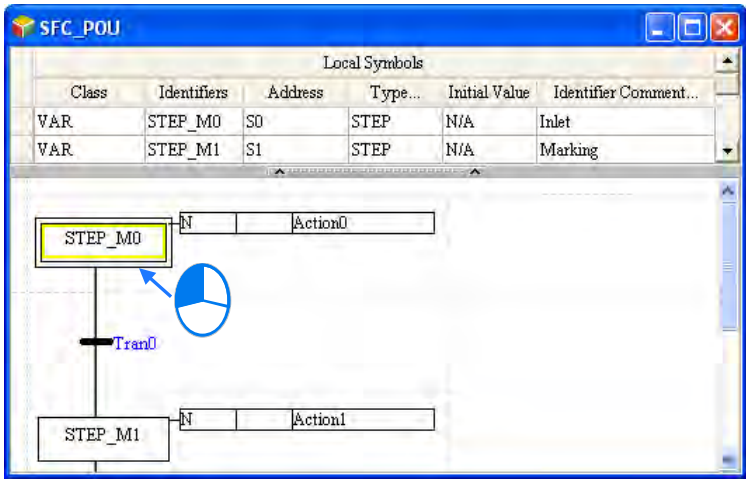 SFC_POU
Local Symbols
Class Identifiers Address Type... Initial Value Identifier Comment...
VAR STEP_M0 S0 STEP N/A Inlet
VAR STEP_M1 S1 STEP N/A Marking
STEP_M0 N Action0
Tran0
STEP_M1 N Action1